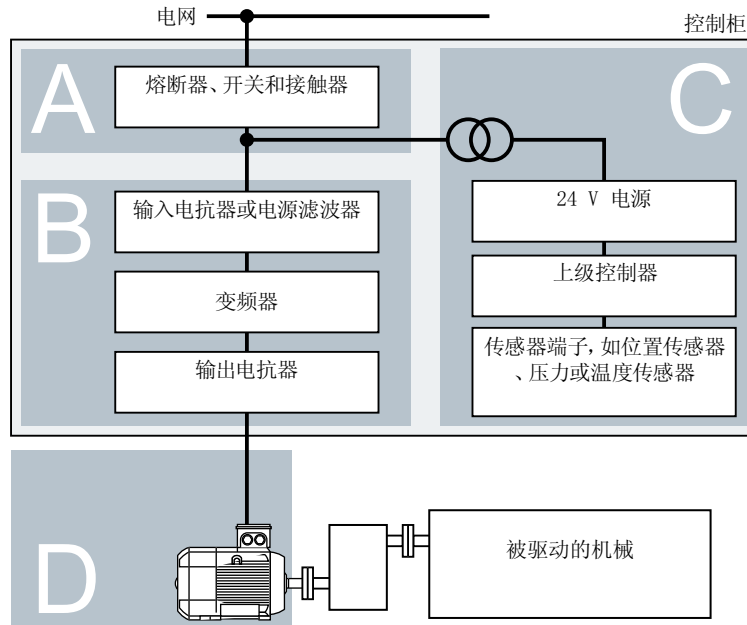 电网
控制柜
A
熔断器、开关和接触器
C
B
输入电抗器或电源滤波器
变频器
输出电抗器
24 V 电源
上级控制器
传感器端子，如位置传感器
、压力或温度传感器
D
被驱动的机械